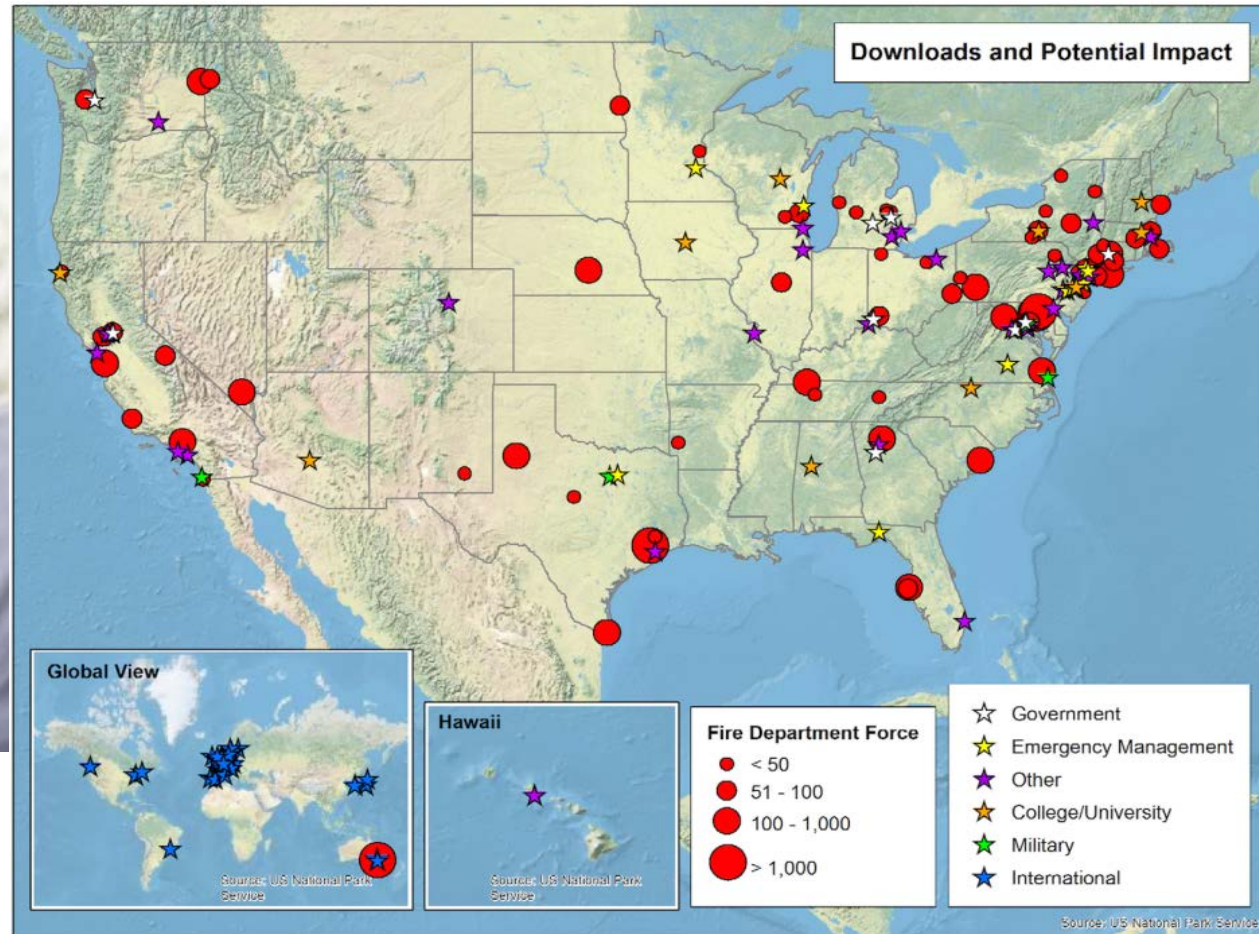 Downloads and Potential Impact
Global View
Source: US National Park
Service
Hawaii
Source: US National Park
Service
Fire Department Force
< 50
51 - 100
100 - 1,000
> 1,000
Government
Emergency Management
Other
College/University
Military
International
Source: US National Park Service